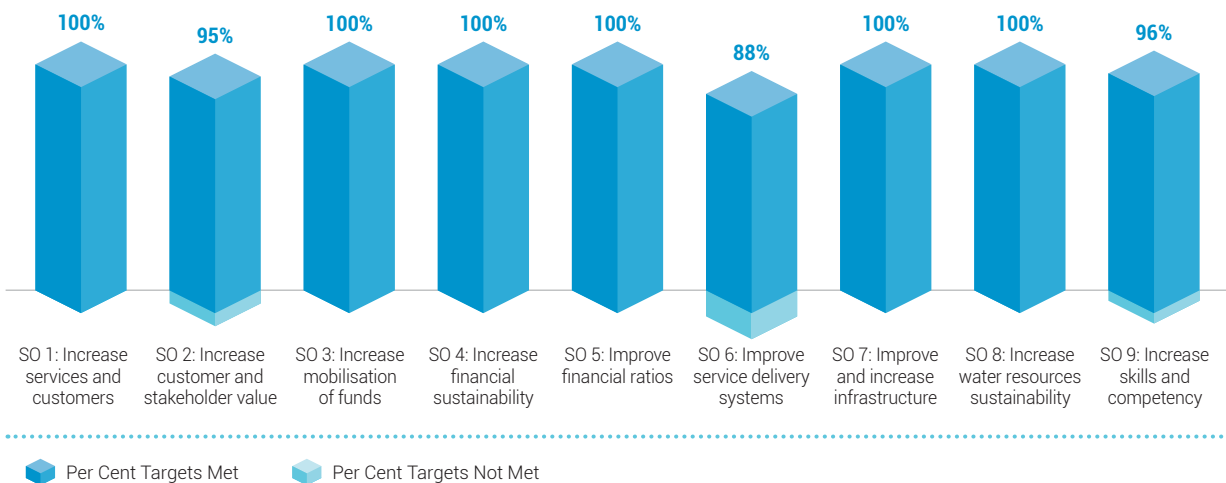 100%
95%
100%
100%
100%
88%
100%
100%
96%
SO 1: Increase
services and
customers
SO 2: Increase
customer and
stakeholder value
SO 3: Increase
mobilisation
of funds
SO 4: Increase
financial
sustainability
SO 5: Improve
financial ratios
SO 6: Improve
service delivery
systems
SO 7: Improve
and increase
infrastructure
SO 8: Increase
water resources
sustainability
SO 9: Increase
skills and
competency
Per Cent Targets Met
Per Cent Targets Not Met